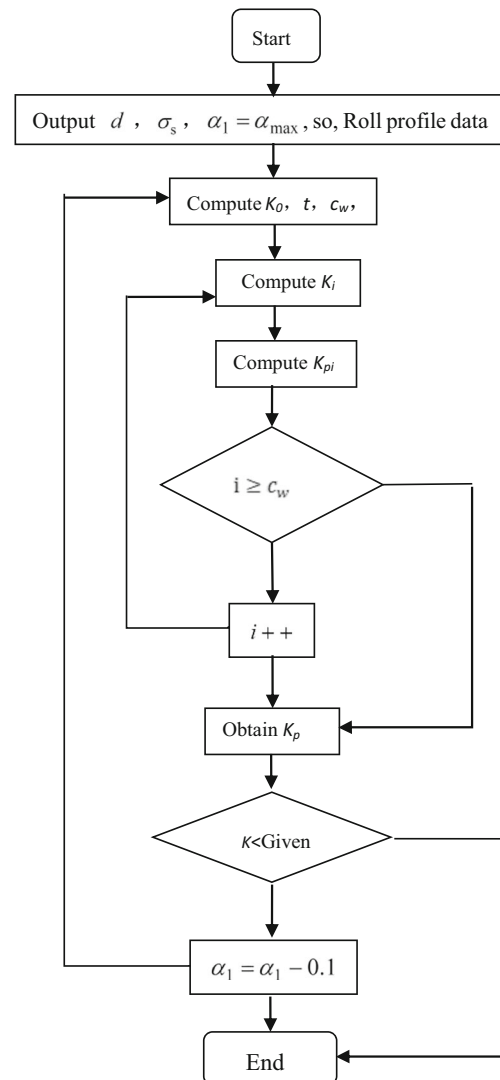 Start
Output d , σs , α1 = αmax , so, Roll profile data
Compute K0, t, cw,
Compute Ki
Compute Kpi
i ≥ cw
i + +
Obtain Kp
K<Given
α1 = α1 − 0.1
End